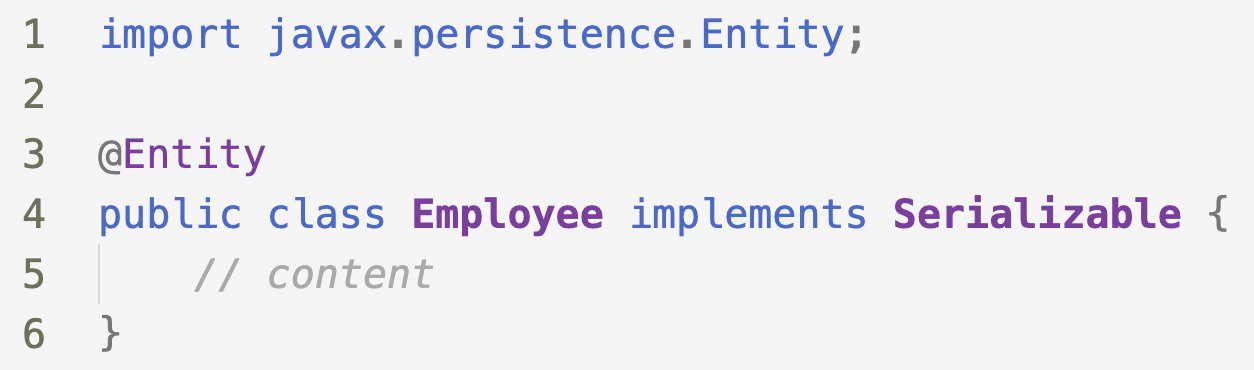 1 import javax.persistence.Entity;
2
3 @Entity
4 public class Employee implements Serializable {
5     // content
6 }